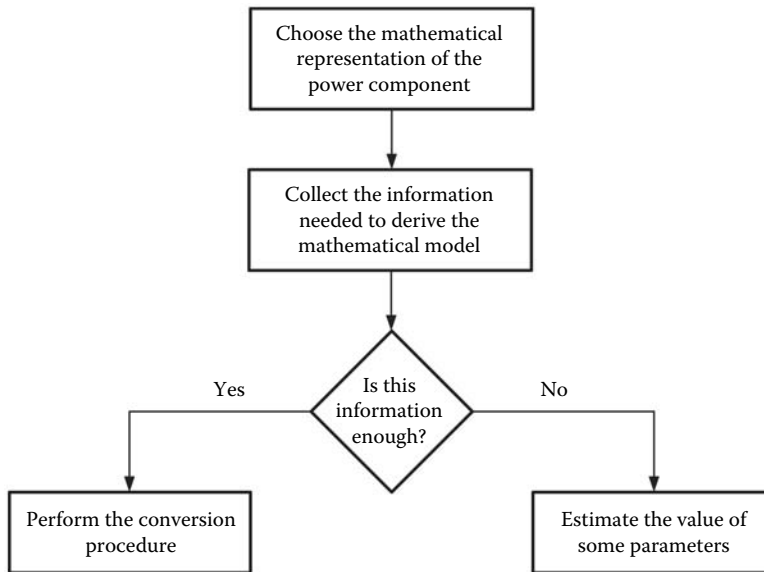 Choose the mathematical
representation of the
power component
Collect the information
needed to derive the
mathematical model
Yes
Is this
information
enough?
No
Perform the conversion
procedure
Estimate the value of
some parameters